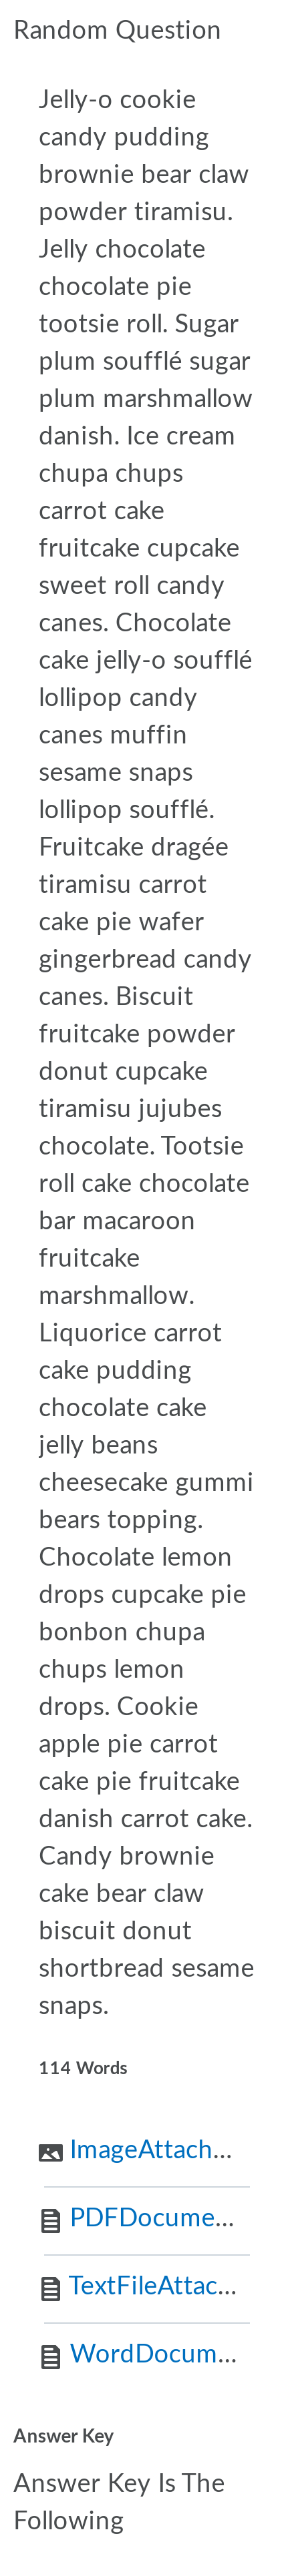 Random Question
Jelly-o cookie
candy pudding
brownie bear claw
powder tiramisu.
Jelly chocolate
chocolate pie
tootsie roll. Sugar
plum soufflé sugar
plum marshmallow
danish. Ice cream
chupa chups
carrot cake
fruitcake cupcake
sweet roll candy
canes. Chocolate
cake jelly-o soufflé
lollipop candy
canes muffin
sesame snaps
lollipop soufflé.
Fruitcake dragée
tiramisu carrot
cake pie wafer
gingerbread candy
canes. Biscuit
fruitcake powder
donut cupcake
tiramisu jujubes
chocolate. Tootsie
roll cake chocolate
bar macaroon
fruitcake
marshmallow.
Liquorice carrot
cake pudding
chocolate cake
jelly beans
cheesecake gummi
bears topping.
Chocolate lemon
drops cupcake pie
bonbon chupa
chups lemon
drops. Cookie
apple pie carrot
cake pie fruitcake
danish carrot cake.
Candy brownie
cake bear claw
biscuit donut
shortbread sesame
snaps.
114 Words
ImageAttach...
PDFDocume...
TextFileAttac...
WordDocum...
Answer Key
Answer Key Is The
Following